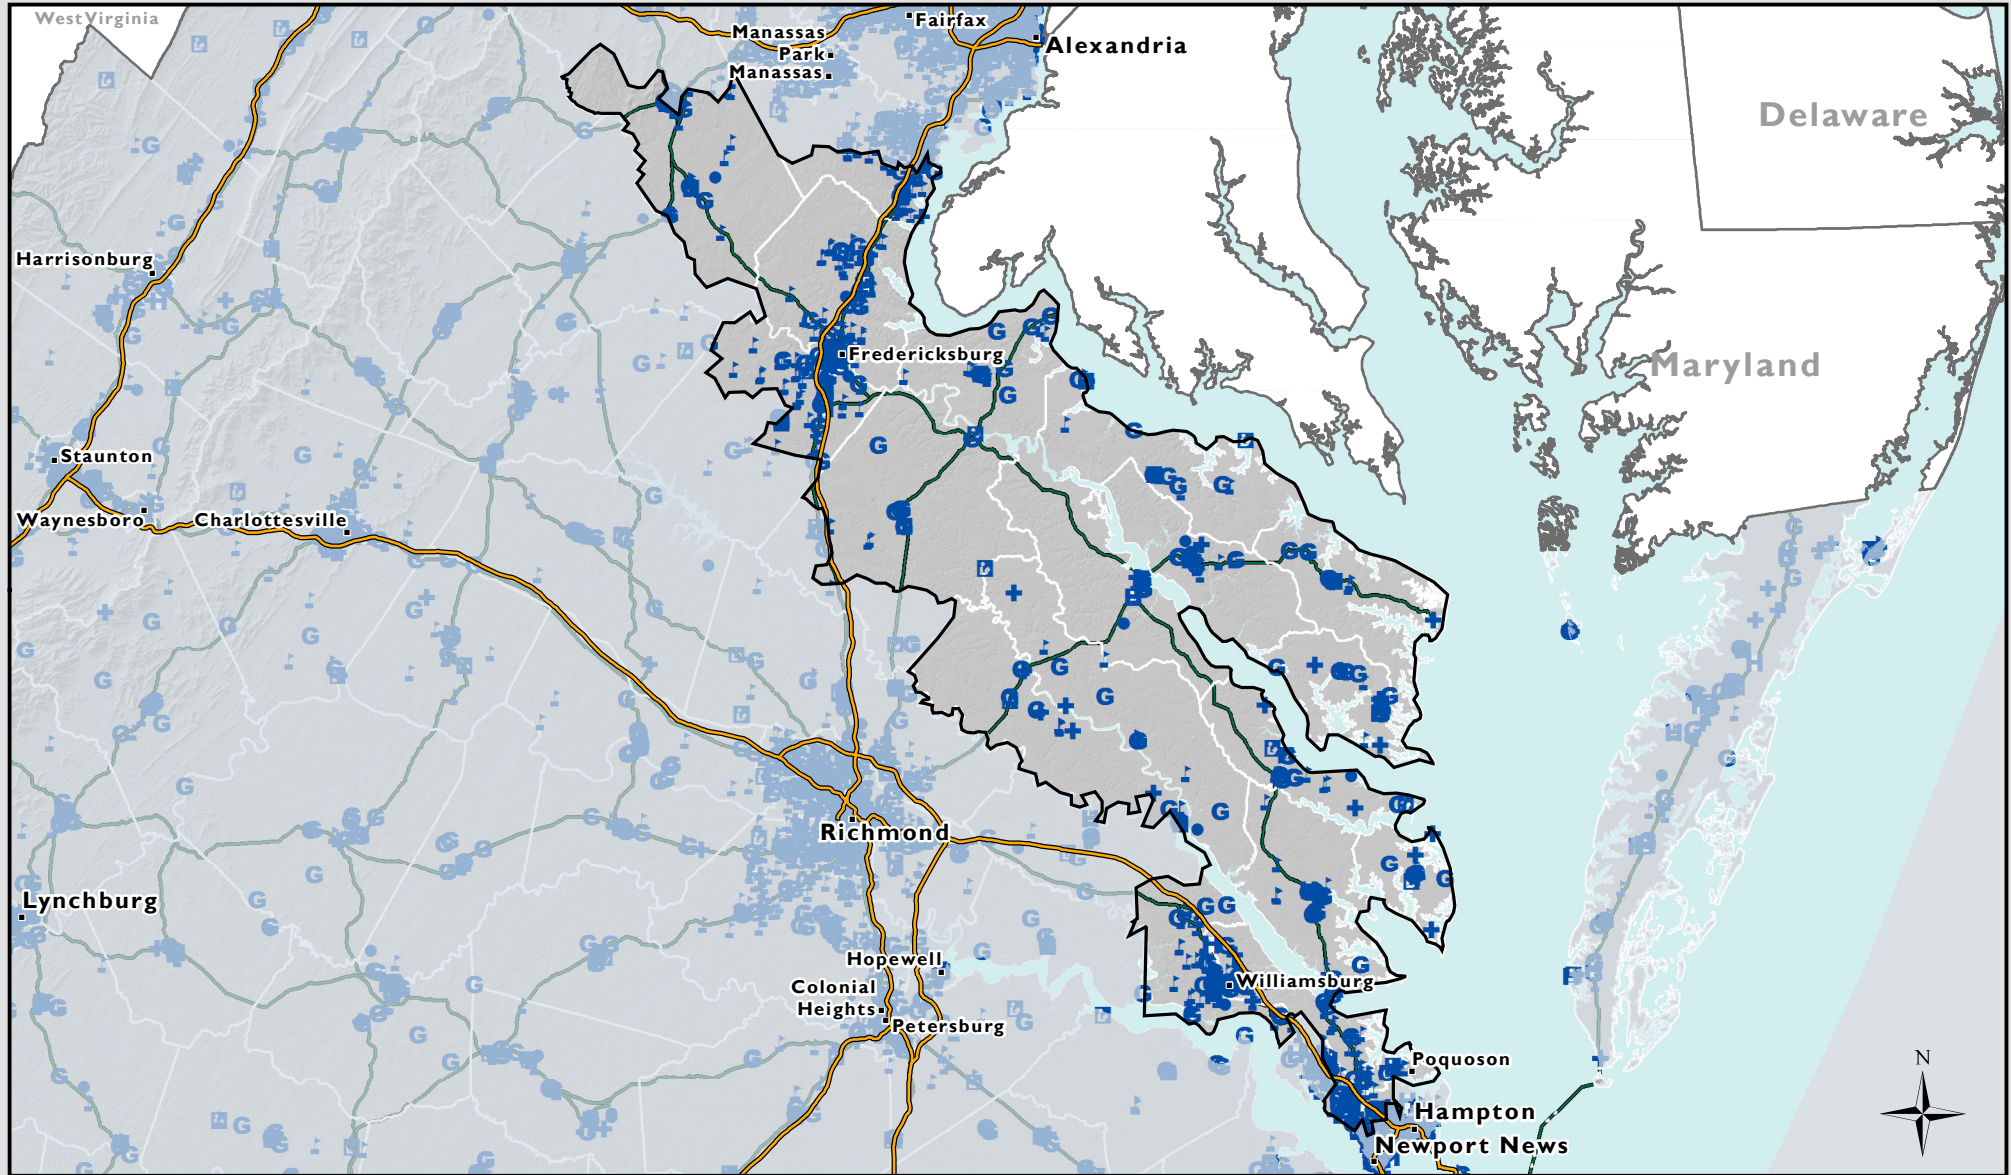 West Virginia
Fairfax
Manassas
Park
Alexandria
Manassas
Delaware
Harrisonburg
Fredericksburg
Maryland
Staunton
Waynesboro
Charlottesville
Richmond
Lynchburg
Hopewell
Williamsburg
Colonial
Heights
Petersburg
Poquoson
N
Hampton
Newport News